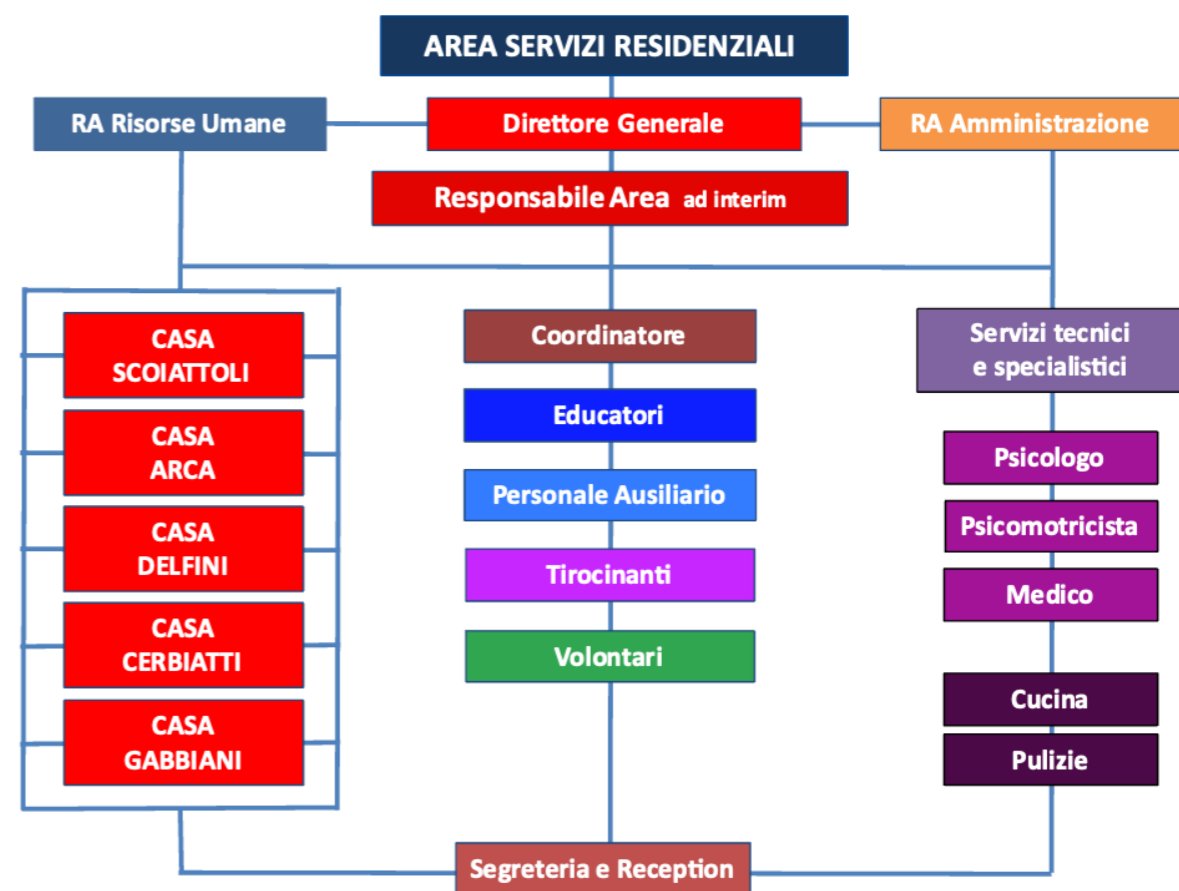 AREA SERVIZI RESIDENZIALI
RA Risorse Umane
Direttore Generale
RA Amministrazione
Responsabile Area ad interim
CASA
SCOIATTOLI
CASA
ARCA
CASA
DELFINI
CASA
CERBIATTI
CASA
GABBIANI
Coordinatore
Educatori
Personale Ausiliario
Tirocinanti
Volontari
Servizi tecnici
e specialistici
Psicologo
Psicomotricista
Medico
Cucina
Pulizie
Segreteria e Reception